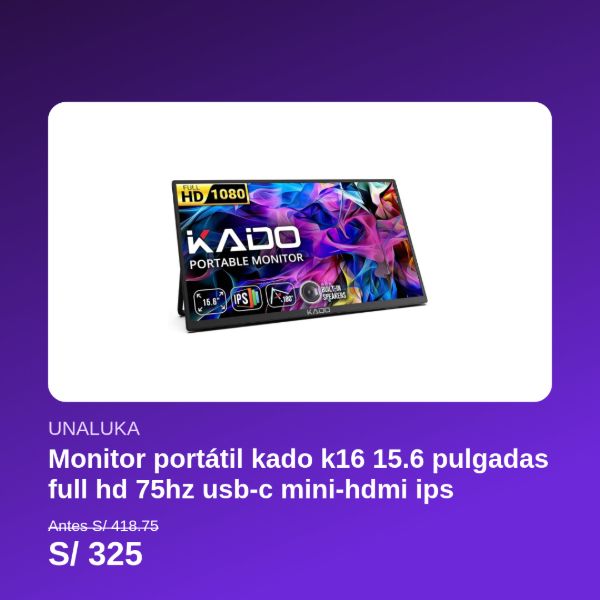 FULL
HD 1080
KADO
PORTABLE MONITOR
15.6"
IPS
180°
BUILT-IN
SPEAKERS
KADO
UNALUKA
Monitor portátil kado k16 15.6 pulgadas
full hd 75hz usb-c mini-hdmi ips
Antes S/ 418.75
S/ 325